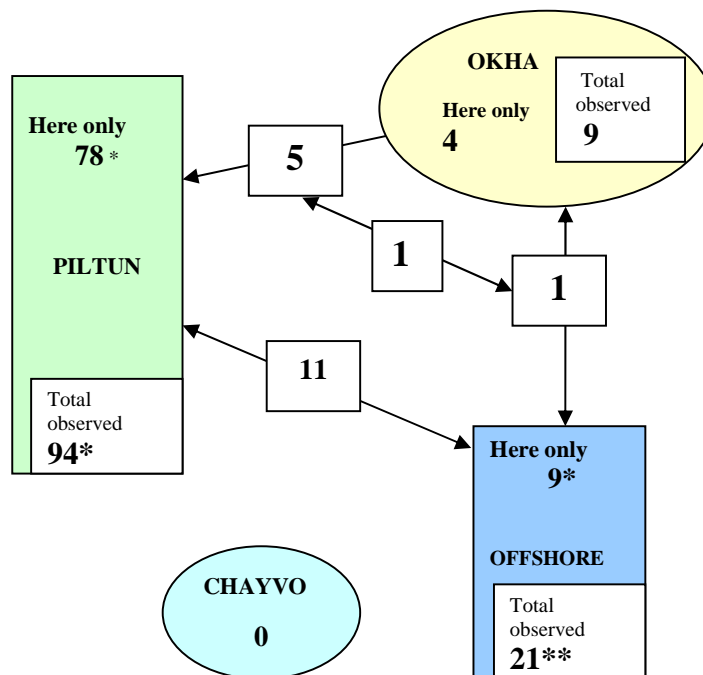 OKHA
Here only
4
Total
observed
9
Here only
78 *
PILTUN
Total
observed
94*
5
1
1
11
Here only
9*
OFFSHORE
Total
observed
21**
CHAYVO
0